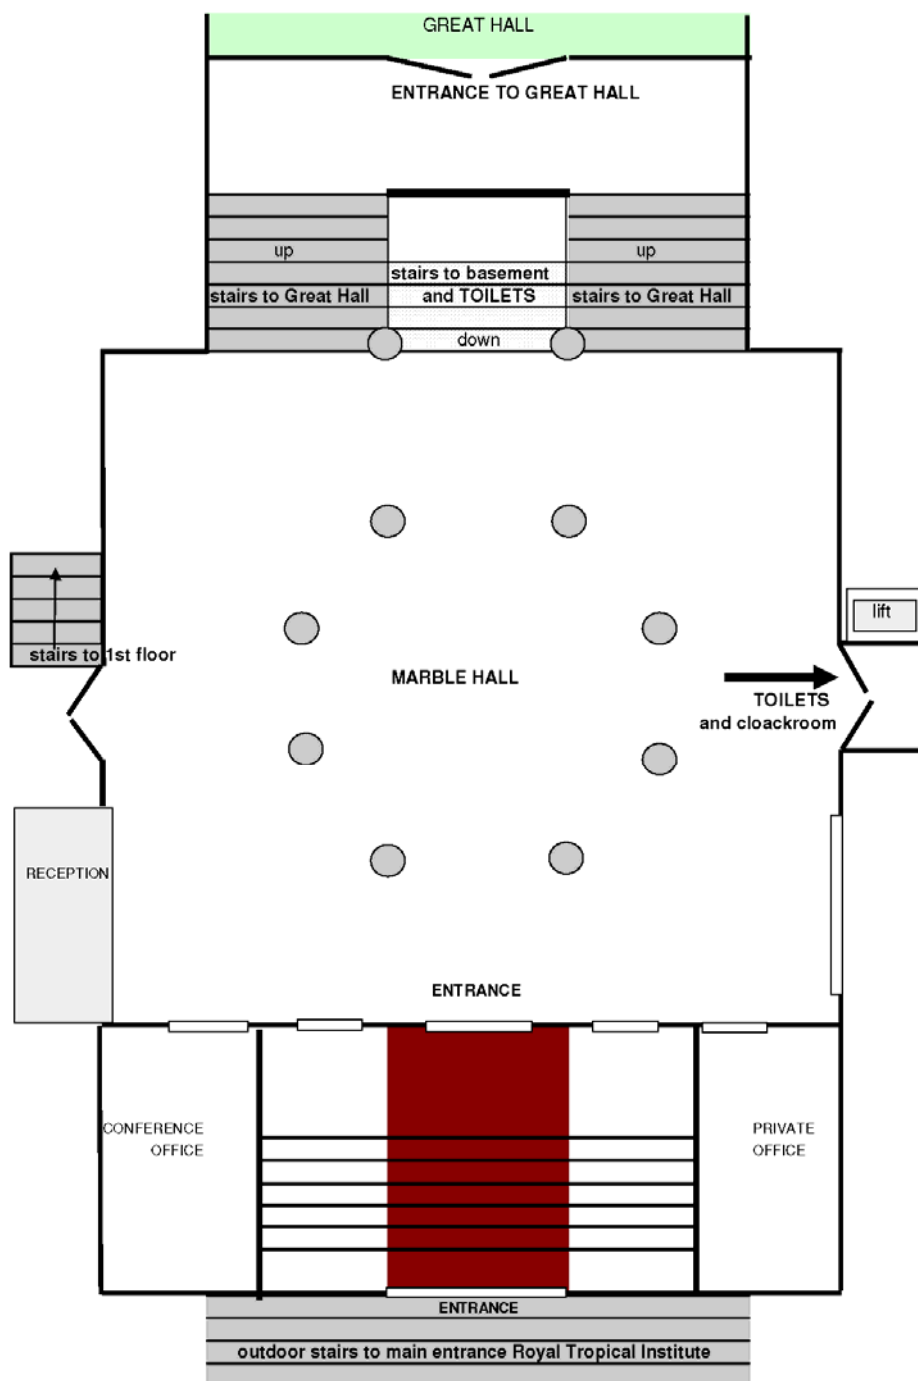 GREAT HALL
ENTRANCE TO GREAT HALL
up
up
stairs to basement
stairs to Great Hall
and TOILETS
stairs to Great Hall
down
lift
stairs to 1st floor
MARBLE HALL
TOILETS
and cloackroom
RECEPTION
ENTRANCE
CONFERENCE
OFFICE
PRIVATE
OFFICE
ENTRANCE
outdoor stairs to main entrance Royal Tropical Institute